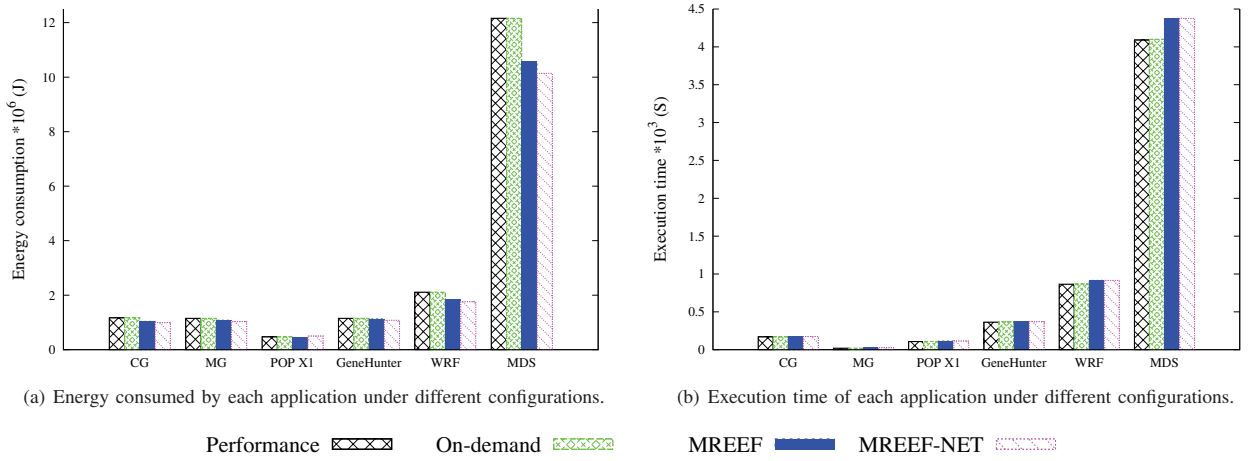 12
10
8
6
4
2
0
Energy consumption *10^6 (J)
CG MG POP X1 GeneHunter WRF MDS
(a) Energy consumed by each application under different configurations.
4.5
4
3.5
3
2.5
2
1.5
1
0.5
0
Execution time *10^3 (S)
CG MG POP X1 GeneHunter WRF MDS
(b) Execution time of each application under different configurations.
Performance On-demand MREEF MREEF-NET